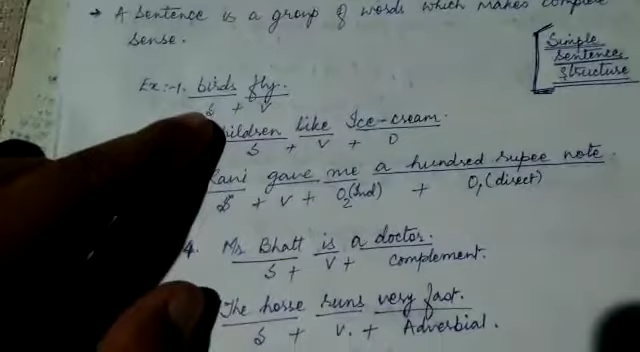 → A Sentence is a group of words which makes complete
sense.
Simple
Sentence
Structure
Ex:-1. birds fly.
S + V
children like Ice-cream.
S + V + O
Rani gave me a hundred rupee note.
S + V + O2 (Ind) + O1 (direct)
4. Mr Bhatt is a doctor.
S + V + complement.
The horse runs very fast.
S + V. + Adverbial.